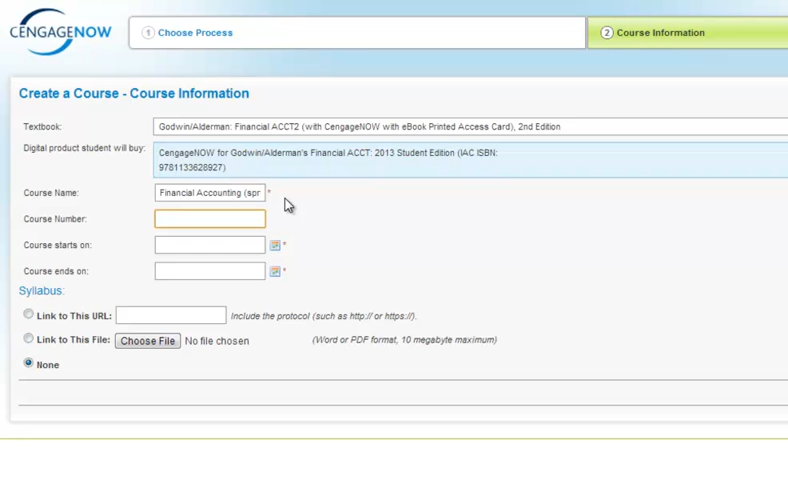 CENGAGENOW
1 Choose Process
2 Course Information
Create a Course - Course Information
Textbook: Godwin/Alderman: Financial ACCT2 (with CengageNOW with eBook Printed Access Card), 2nd Edition
Digital product student will buy: CengageNOW for Godwin/Alderman's Financial ACCT: 2013 Student Edition (IAC ISBN:
9781133628927)
Course Name: Financial Accounting (spr *
Course Number:
Course starts on: *
Course ends on: *
Syllabus:
Link to This URL: Include the protocol (such as http:// or https://).
Link to This File: Choose File No file chosen (Word or PDF format, 10 megabyte maximum)
None